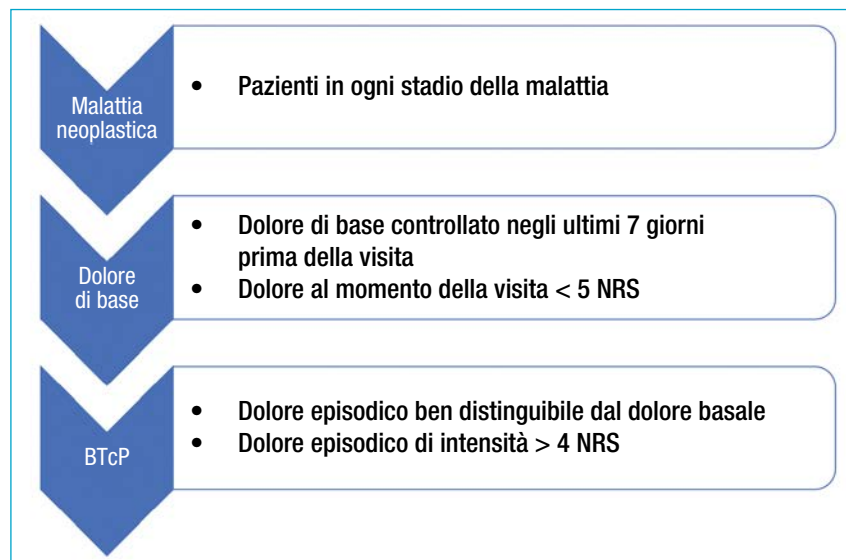 Malattia
neoplastica
• Pazienti in ogni stadio della malattia
Dolore
di base
• Dolore di base controllato negli ultimi 7 giorni
prima della visita
• Dolore al momento della visita < 5 NRS
BTcP
• Dolore episodico ben distinguibile dal dolore basale
• Dolore episodico di intensità > 4 NRS